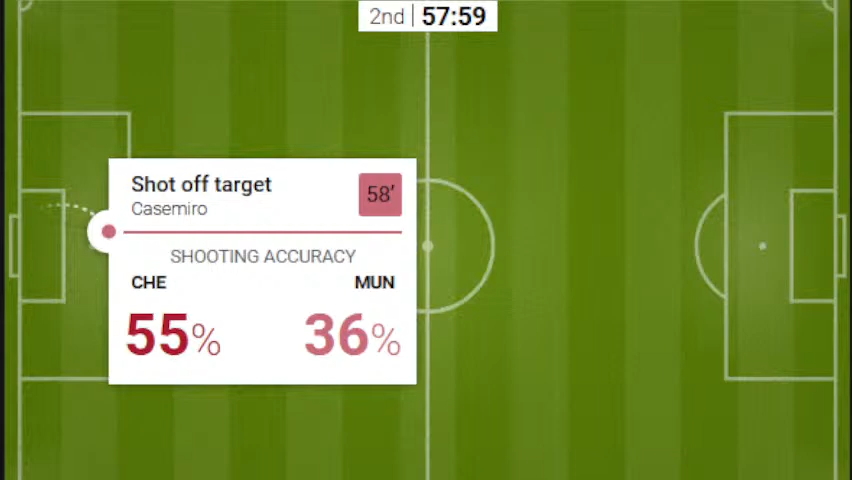 2nd | 57:59
Shot off target
Casemiro
58’
SHOOTING ACCURACY
CHE MUN
55% 36%